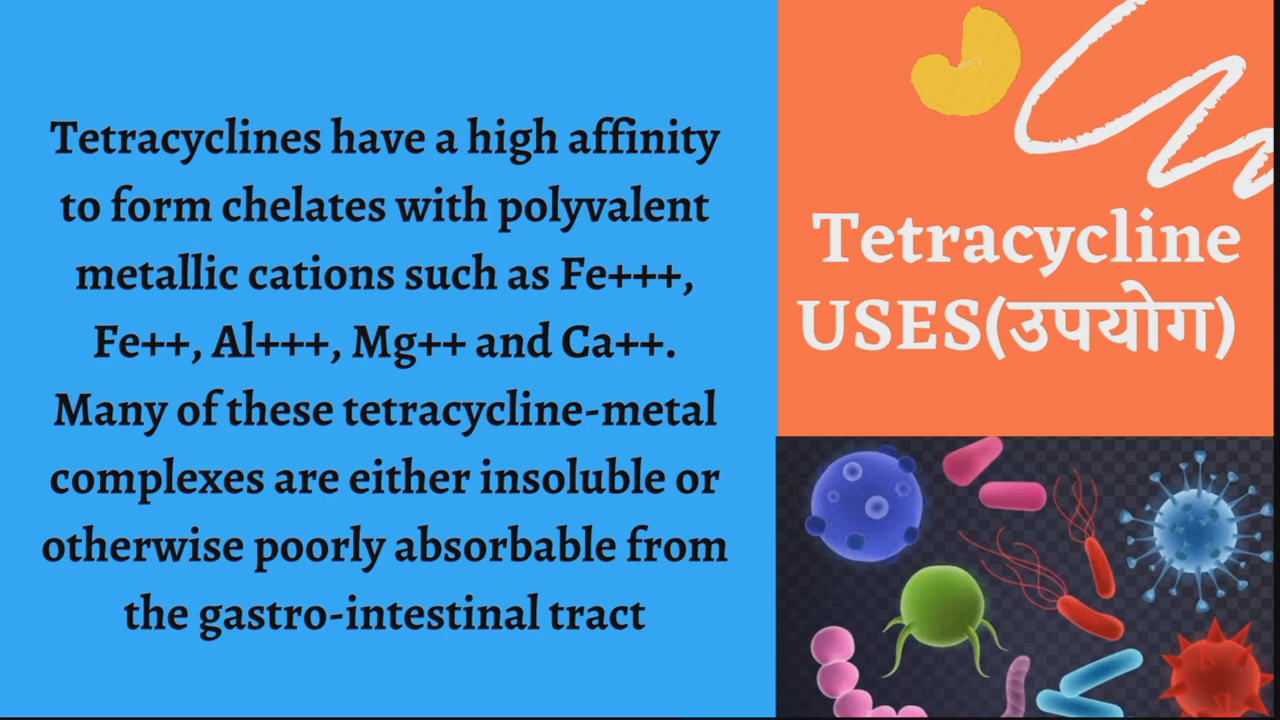 Tetracyclines have a high affinity
to form chelates with polyvalent
metallic cations such as Fe+++,
Fe++, Al+++, Mg++ and Ca++.
Many of these tetracycline-metal
complexes are either insoluble or
otherwise poorly absorbable from
the gastro-intestinal tract
Tetracycline
USES(उपयोग)